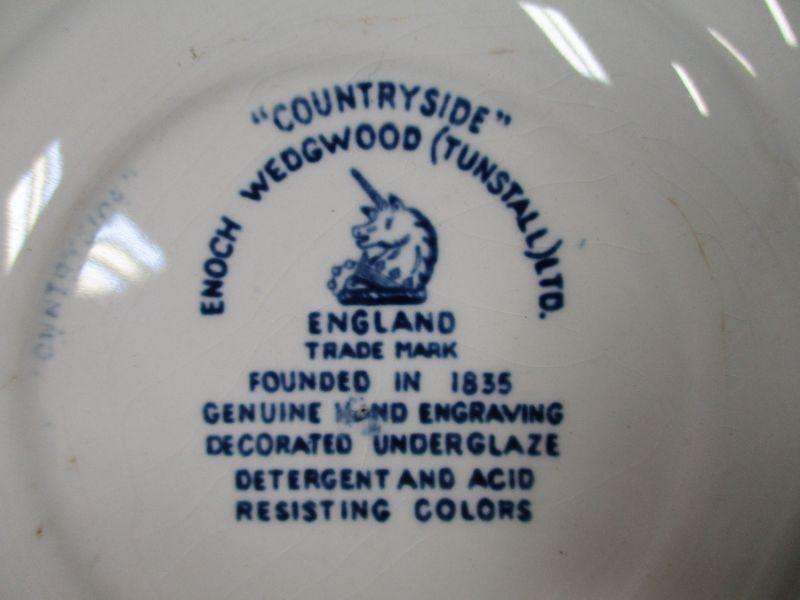 "COUNTRYSIDE"
ENOCH WEDGWOOD (TUNSTALL) LTD.
ENGLAND
TRADE MARK
FOUNDED IN 1835
GENUINE HAND ENGRAVING
DECORATED UNDERGLAZE
DETERGENT AND ACID
RESISTING COLORS